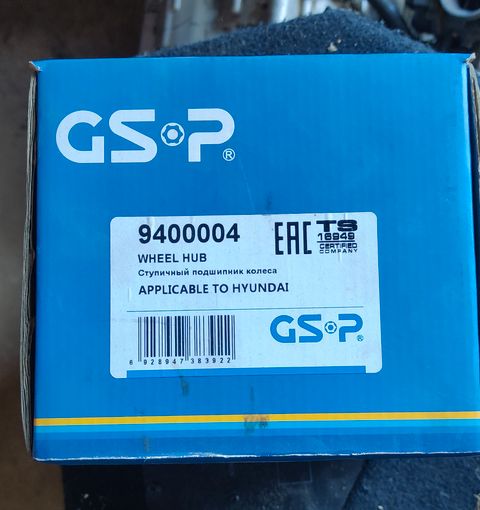 GSP®
9400004
EAC TS
16949
CERTIFIED
COMPANY
WHEEL HUB
Ступичный подшипник колеса
APPLICABLE TO HYUNDAI
GSP®
6 928947 383922